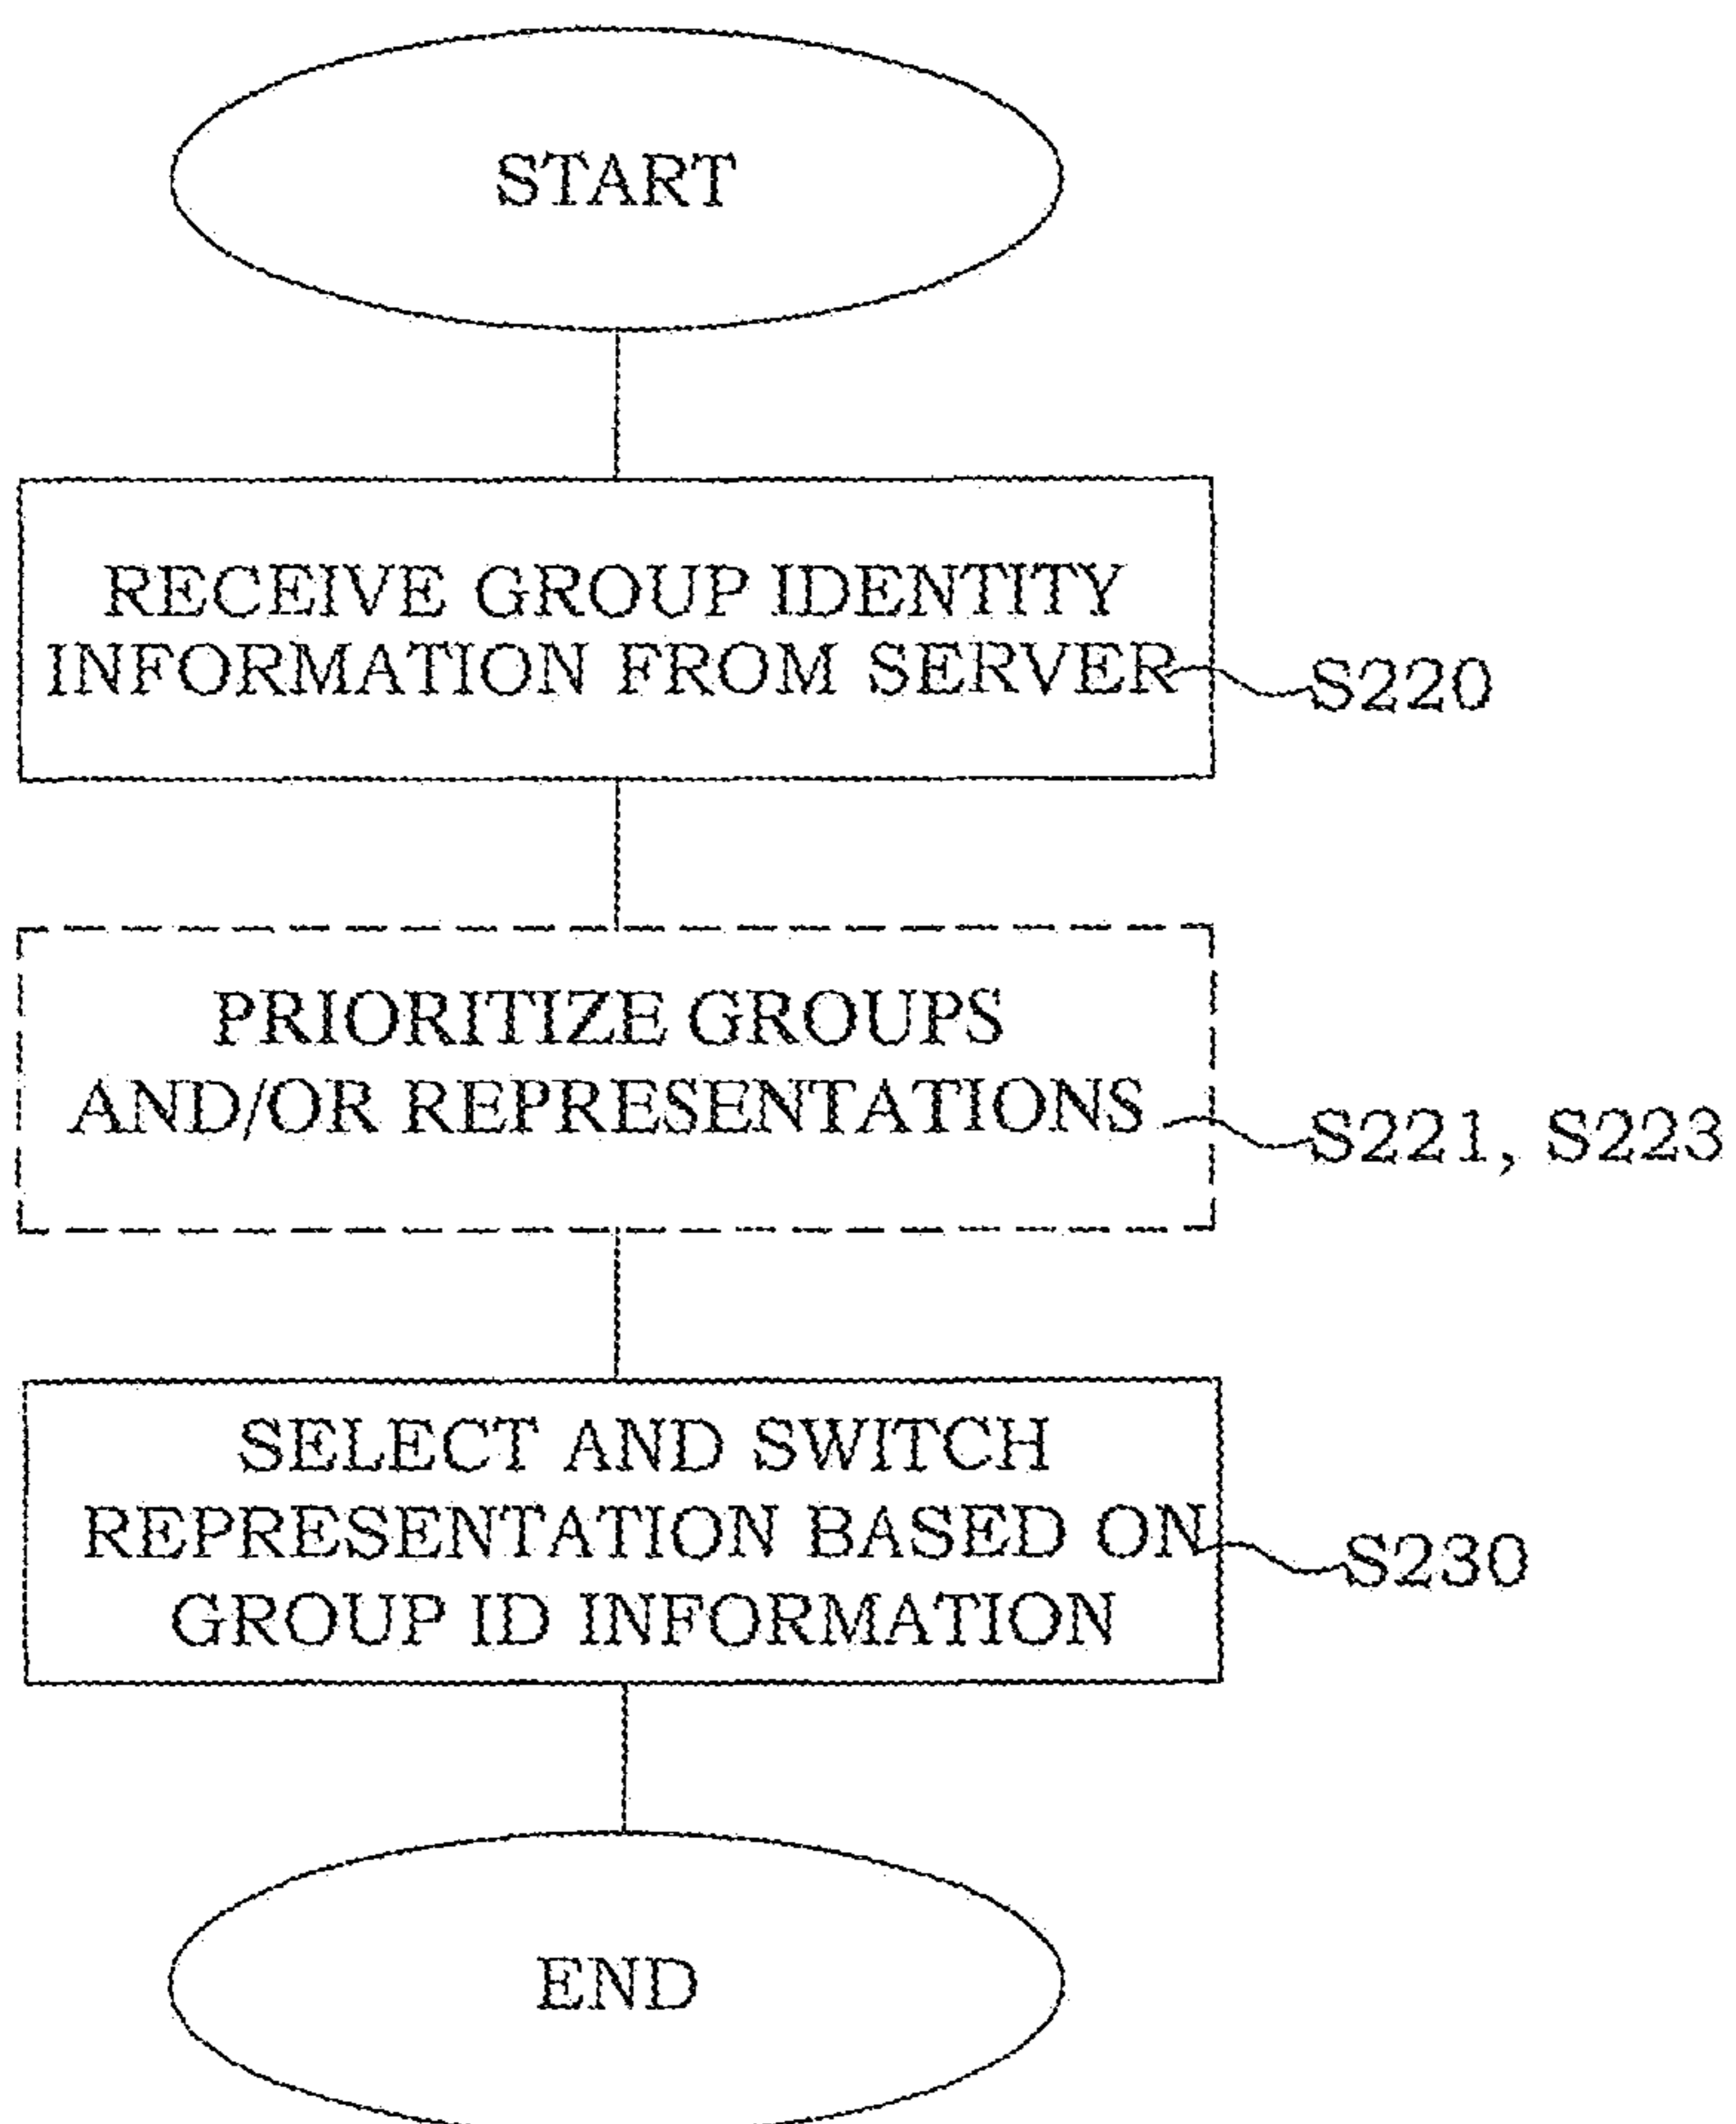 START
RECEIVE GROUP IDENTITY
INFORMATION FROM SERVER
S220
PRIORITIZE GROUPS
AND/OR REPRESENTATIONS
S221, S223
SELECT AND SWITCH
REPRESENTATION BASED ON
S230
GROUP ID INFORMATION
END